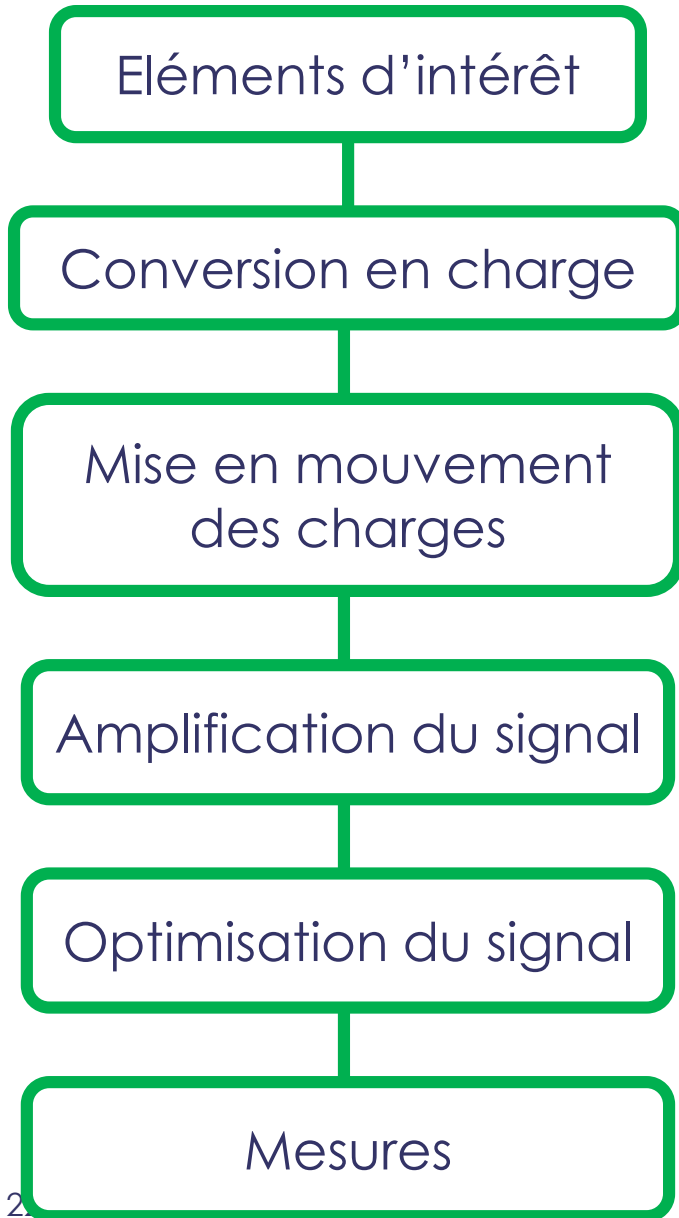 Eléments d’intérêt
Conversion en charge
Mise en mouvement
des charges
Amplification du signal
Optimisation du signal
Mesures